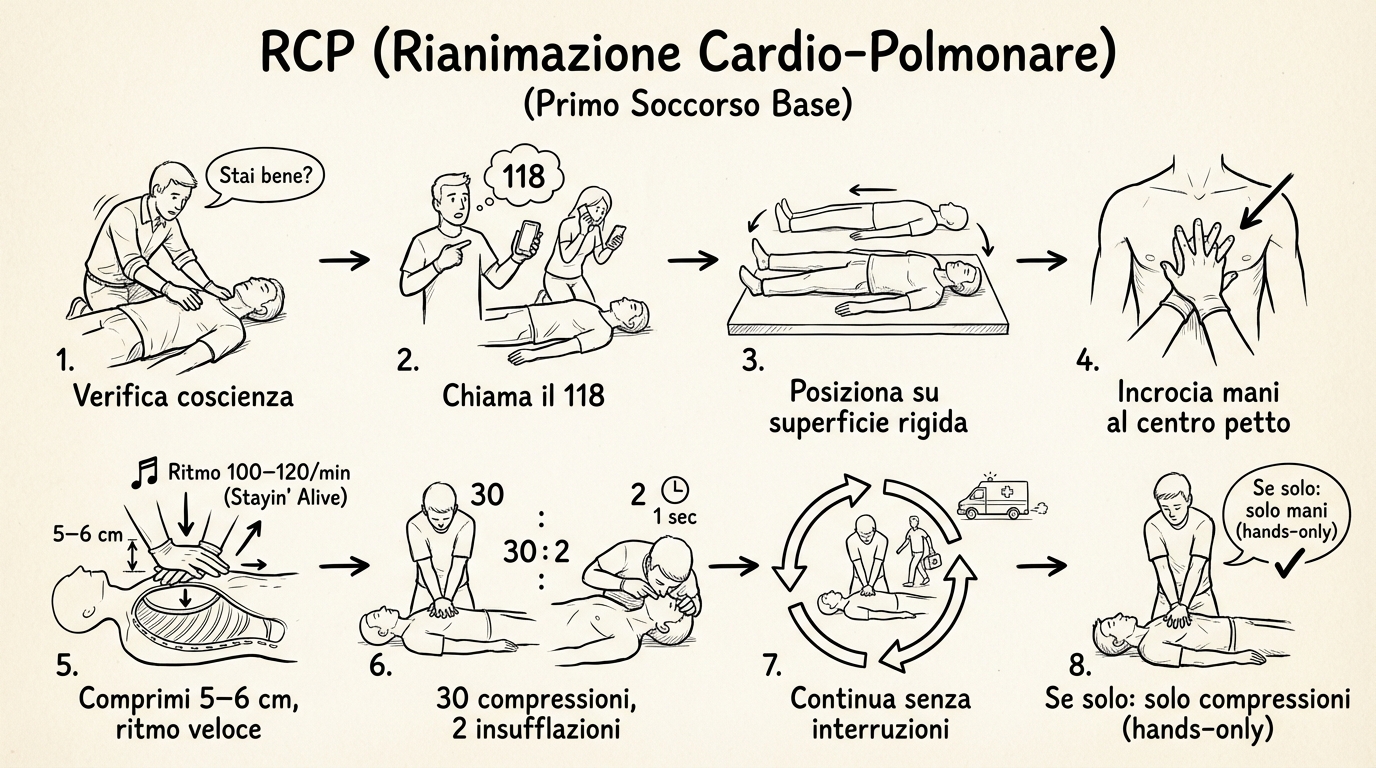 RCP (Rianimazione Cardio-Polmonare)
(Primo Soccorso Base)
Stai bene?
1.
Verifica coscienza
118
2.
Chiama il 118
3.
Posiziona su
superficie rigida
4.
Incrocia mani
al centro petto
Ritmo 100–120/min
(Stayin' Alive)
5–6 cm
5.
Comprimi 5–6 cm,
ritmo veloce
30
:
30:2
:
2
1 sec
6.
30 compressioni,
2 insufflazioni
7.
Continua senza
interruzioni
Se solo:
solo mani
(hands-only)
8.
Se solo: solo compressioni
(hands-only)